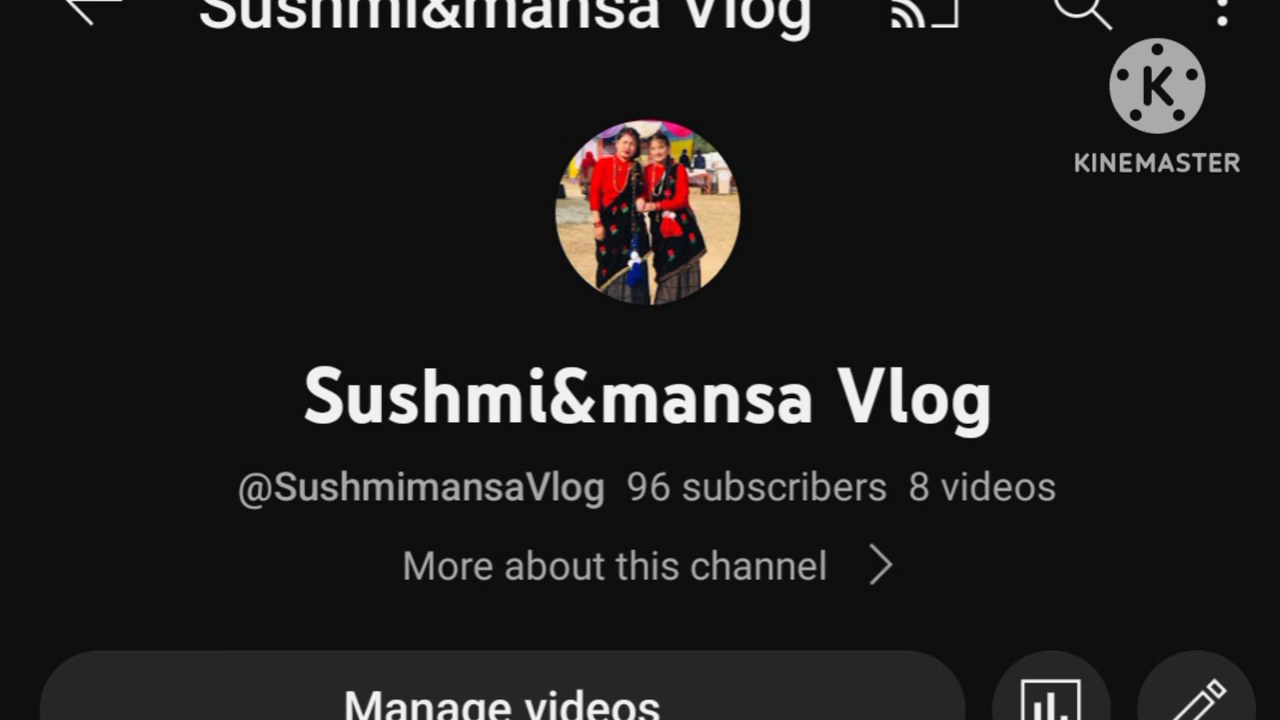 Sushmi&mansa Vlog
K
KINEMASTER
Sushmi&mansa Vlog
@SushmimansaVlog 96 subscribers 8 videos
More about this channel
Manage videos